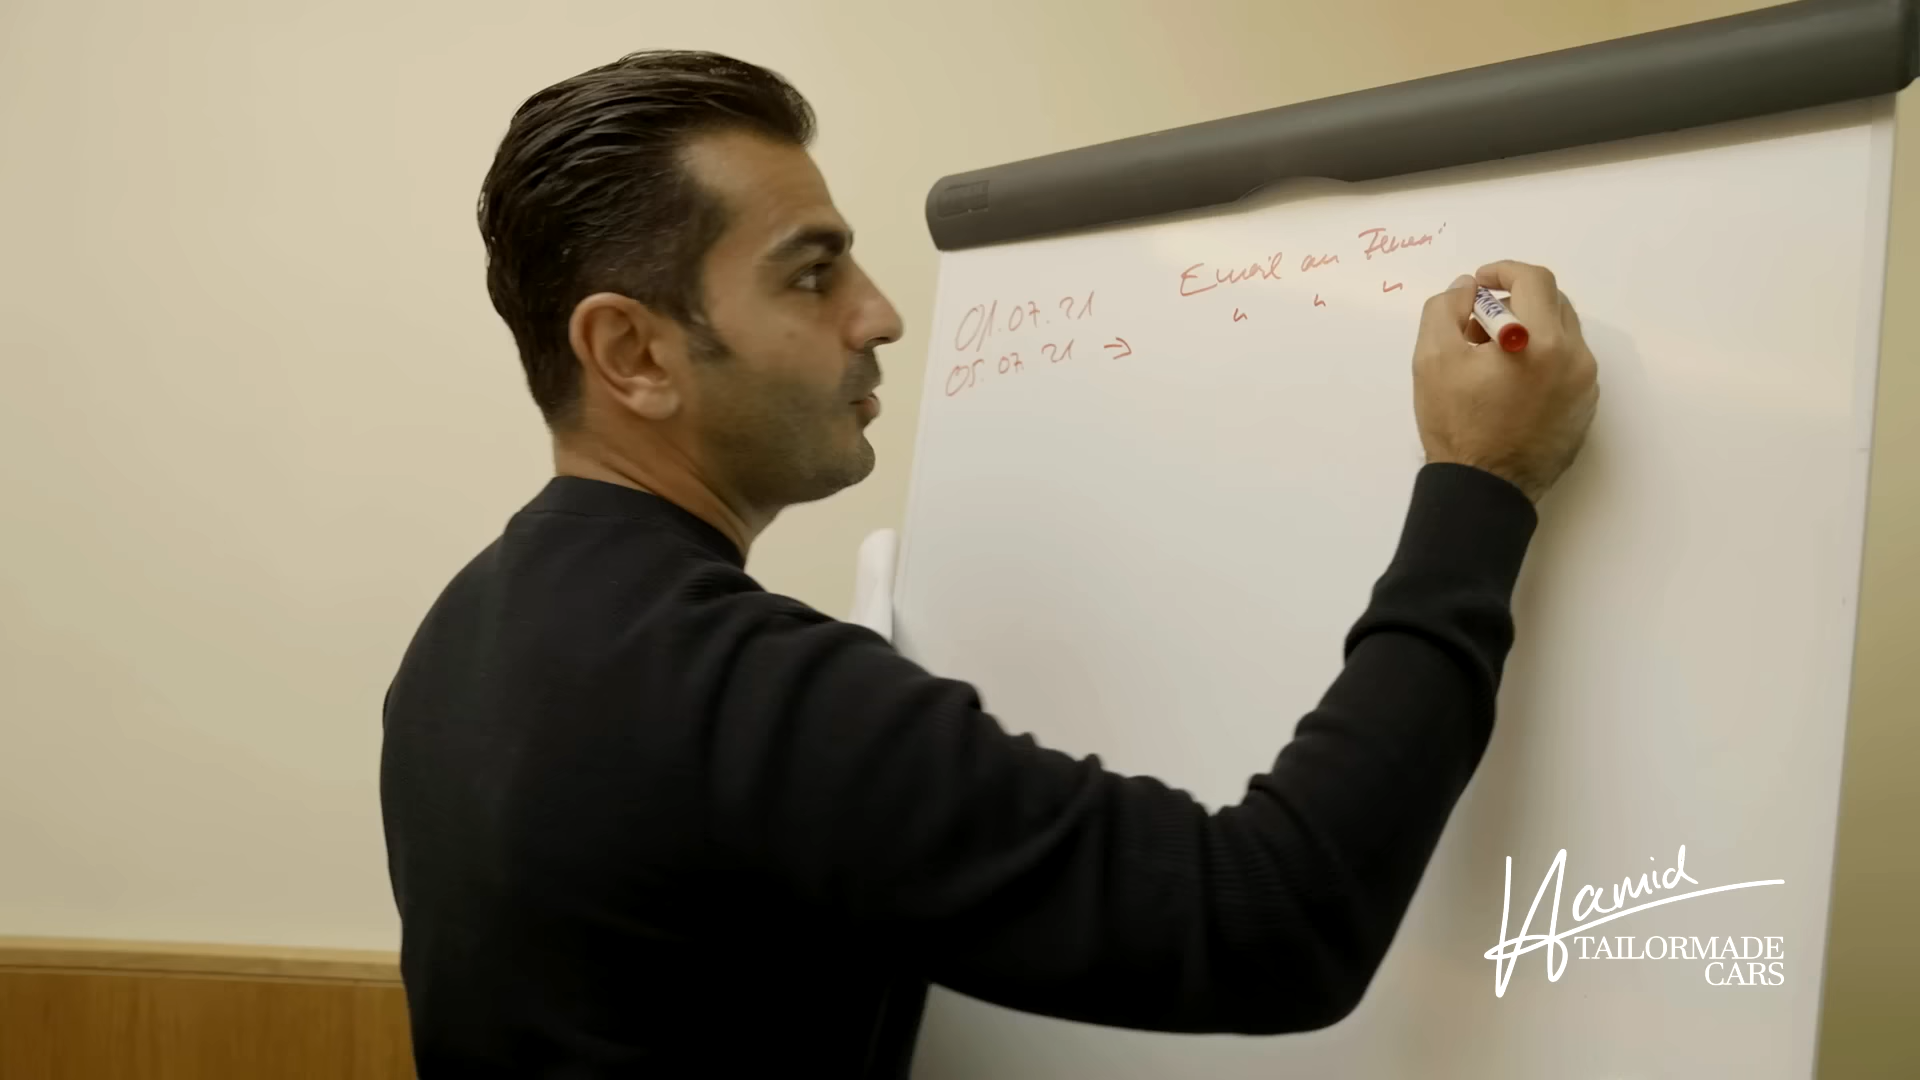 01.07.21 Email an Ferrari
05.07.21 → " " "
Hamid
TAILORMADE
CARS